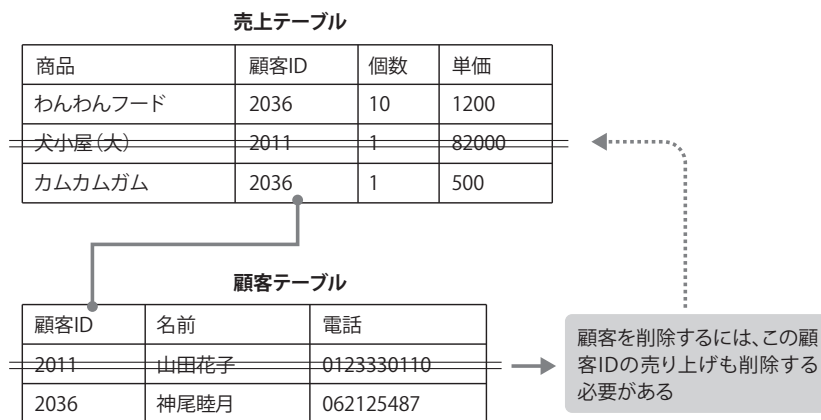 売上テーブル
商品 顧客ID 個数 単価
わんわんフード 2036 10 1200
犬小屋（大） 2011 1 82000
カムカムガム 2036 1 500
顧客テーブル
顧客ID 名前 電話
2011 山田花子 0123330110
2036 神尾睦月 062125487
顧客を削除するには、この顧
客IDの売り上げも削除する
必要がある